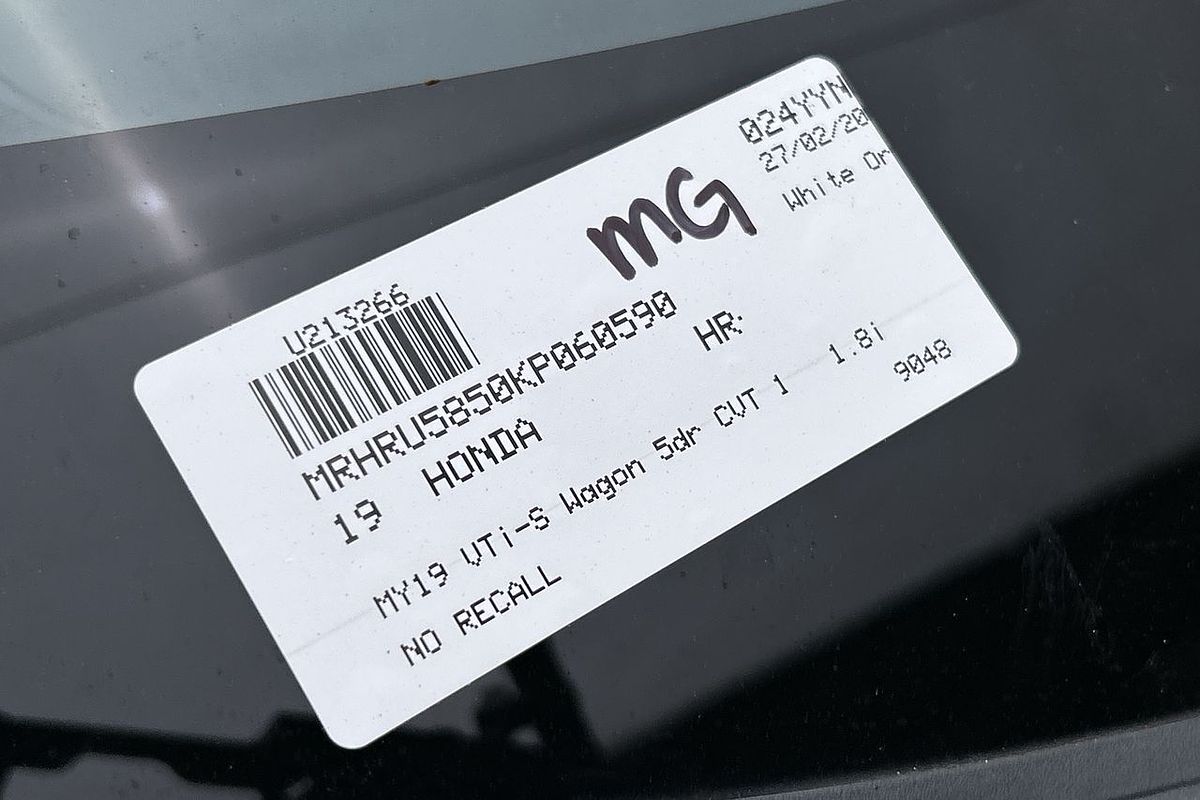 024YYN
27/02/20
White Or
mG
U213266
MRHRU5850KP060590
19 HONDA HR-
MY19 VTi-S Wagon 5dr CVT 1 1.8i
NO RECALL 9048